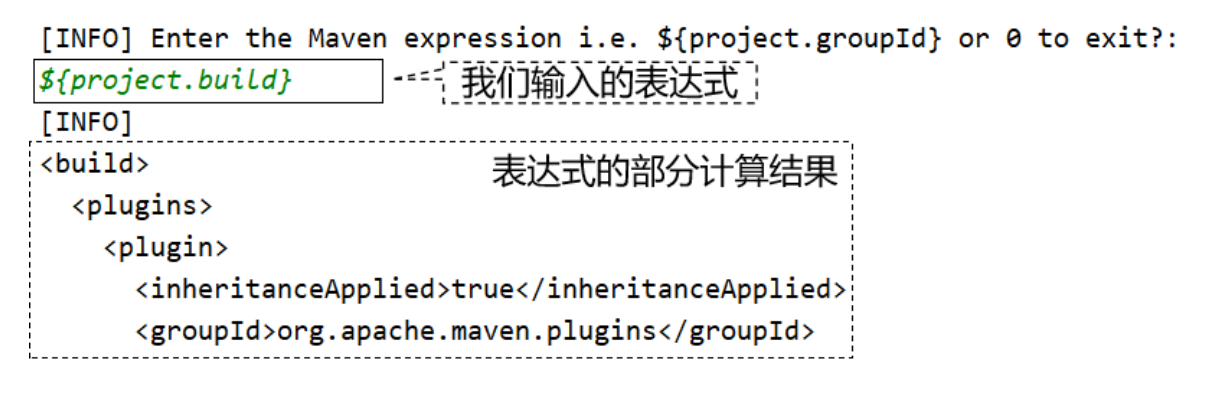 [INFO] Enter the Maven expression i.e. ${project.groupId} or 0 to exit?:
${project.build} 我们输入的表达式
[INFO]
<build> 表达式的部分计算结果
<plugins>
<plugin>
<inheritanceApplied>true</inheritanceApplied>
<groupId>org.apache.maven.plugins</groupId>